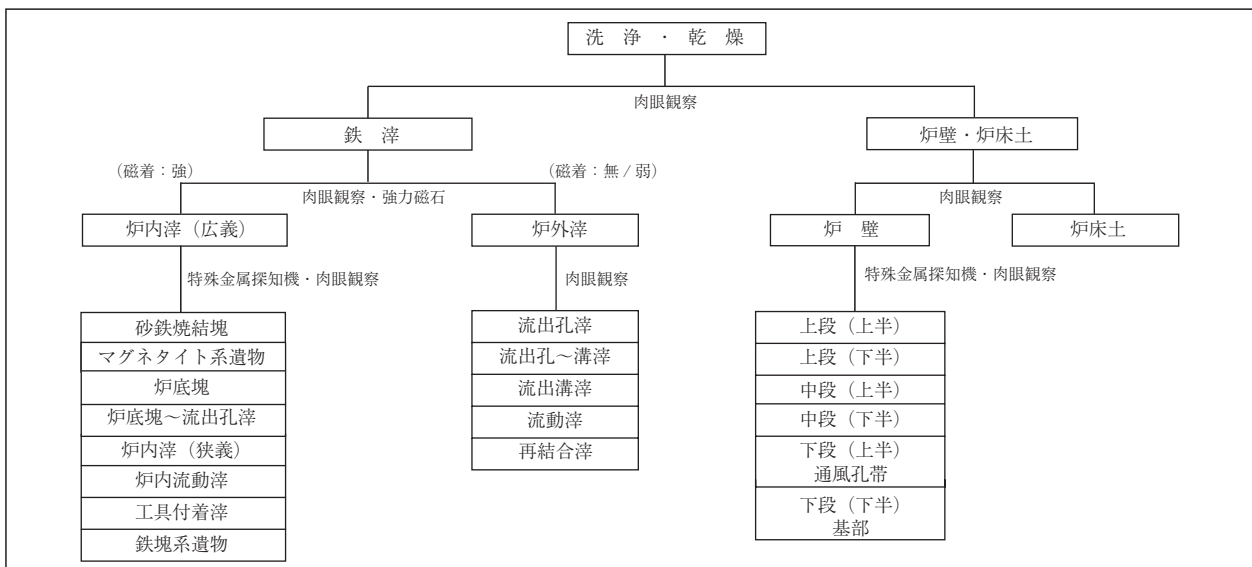 洗　浄　・　乾　燥
肉眼観察
鉄　滓
炉壁・炉床土
（磁着：強）
（磁着：無 / 弱）
肉眼観察・強力磁石
肉眼観察
炉内滓（広義）
炉外滓
炉　壁
炉床土
特殊金属探知機・肉眼観察
肉眼観察
特殊金属探知機・肉眼観察
砂鉄焼結塊
マグネタイト系遺物
炉底塊
炉底塊～流出孔滓
炉内滓（狭義）
炉内流動滓
工具付着滓
鉄塊系遺物
流出孔滓
流出孔～溝滓
流出溝滓
流動滓
再結合滓
上段（上半）
上段（下半）
中段（上半）
中段（下半）
下段（上半）
通風孔帯
下段（下半）
基部